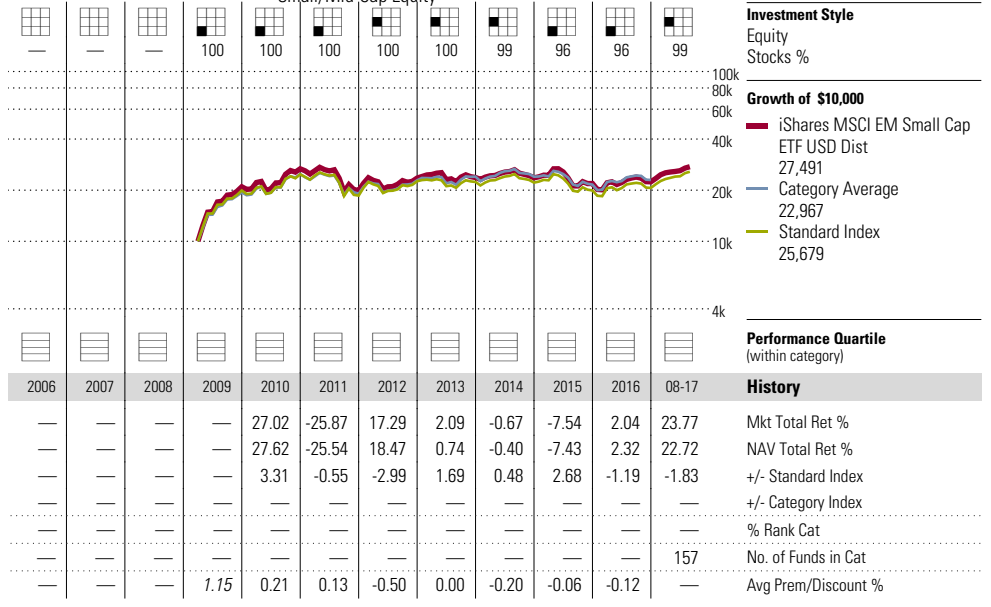 Small/Mid-Cap Equity
— — — 100 100 100 100 100 99 96 96 99
Investment Style
Equity
Stocks %
100k
80k
60k
40k
20k
10k
4k
Growth of $10,000
iShares MSCI EM Small Cap
ETF USD Dist
27,491
Category Average
22,967
Standard Index
25,679
Performance Quartile
(within category)
2006 2007 2008 2009 2010 2011 2012 2013 2014 2015 2016 08-17 History
— — — — 27.02 -25.87 17.29 2.09 -0.67 -7.54 2.04 23.77 Mkt Total Ret %
— — — — 27.62 -25.54 18.47 0.74 -0.40 -7.43 2.32 22.72 NAV Total Ret %
— — — — 3.31 -0.55 -2.99 1.69 0.48 2.68 -1.19 -1.83 +/- Standard Index
— — — — — — — — — — — — +/- Category Index
— — — — — — — — — — — — % Rank Cat
— — — — — — — — — — — 157 No. of Funds in Cat
— — — 1.15 0.21 0.13 -0.50 0.00 -0.20 -0.06 -0.12 — Avg Prem/Discount %